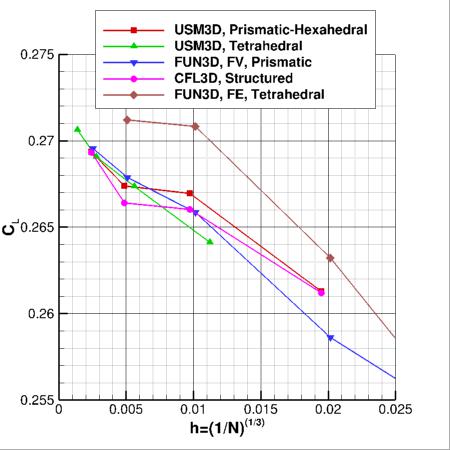 USM3D, Prismatic-Hexahedral
USM3D, Tetrahedral
FUN3D, FV, Prismatic
CFL3D, Structured
FUN3D, FE, Tetrahedral
0.275
0.27
0.265
0.26
0.255
C_L
0 0.005 0.01 0.015 0.02 0.025
h=(1/N)^(1/3)